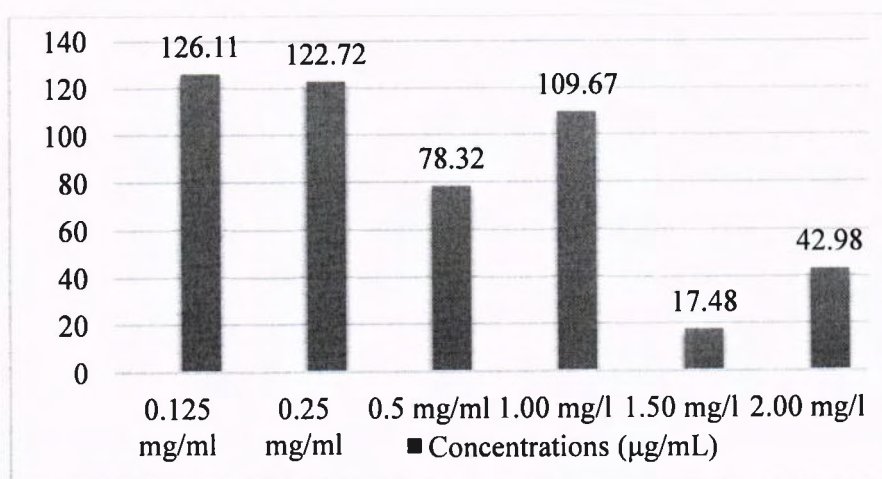 140
120
100
80
60
40
20
0
126.11
122.72
78.32
109.67
17.48
42.98
0.125 mg/ml
0.25 mg/ml
0.5 mg/ml
1.00 mg/l
1.50 mg/l
2.00 mg/l
Concentrations (µg/mL)